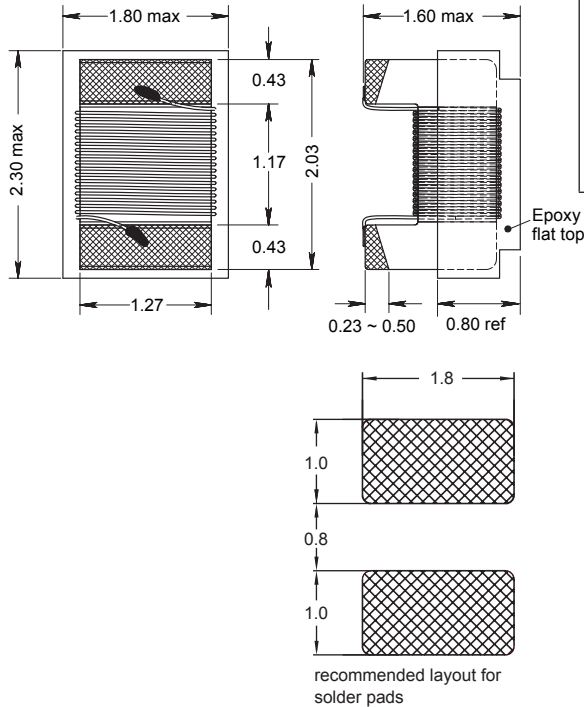 1.80 max
1.60 max
0.43
2.30 max
1.17
2.03
Epoxy
flat top
0.43
1.27
0.23 ~ 0.50
0.80 ref
1.8
1.0
0.8
1.0
recommended layout for
solder pads